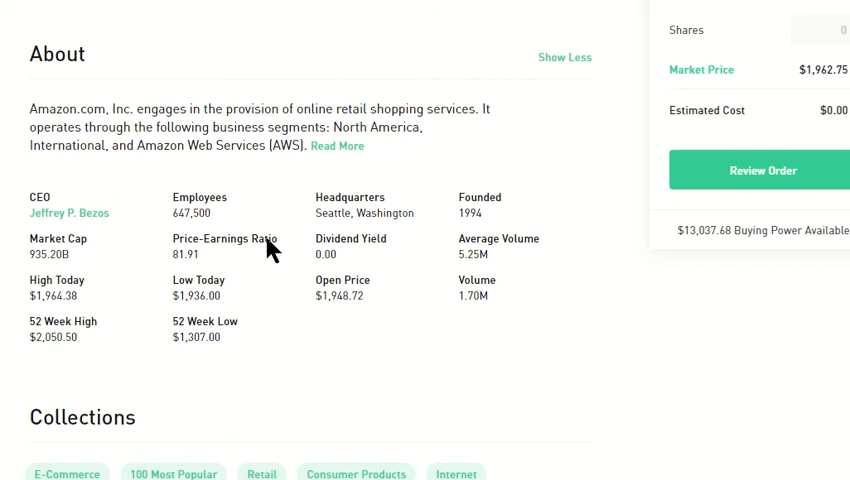 About
Show Less
Amazon.com, Inc. engages in the provision of online retail shopping services. It
operates through the following business segments: North America,
International, and Amazon Web Services (AWS). Read More
CEO
Jeffrey P. Bezos
Employees
647,500
Headquarters
Seattle, Washington
Founded
1994
Market Cap
935.20B
Price-Earnings Ratio
81.91
Dividend Yield
0.00
Average Volume
5.25M
High Today
$1,964.38
Low Today
$1,936.00
Open Price
$1,948.72
Volume
1.70M
52 Week High
$2,050.50
52 Week Low
$1,307.00
Collections
E-Commerce
100 Most Popular
Retail
Consumer Products
Internet
Shares
0
Market Price
$1,962.75
Estimated Cost
$0.00
Review Order
$13,037.68 Buying Power Available